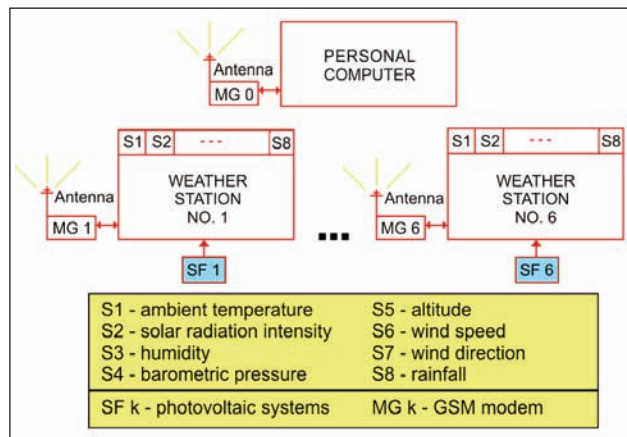 PERSONAL
COMPUTER
Antenna
MG 0
S1 S2 --- S8
WEATHER
STATION
NO. 1
Antenna
MG 1
SF 1
...
S1 S2 --- S8
WEATHER
STATION
NO. 6
Antenna
MG 6
SF 6
S1 - ambient temperature
S2 - solar radiation intensity
S3 - humidity
S4 - barometric pressure
S5 - altitude
S6 - wind speed
S7 - wind direction
S8 - rainfall
SF k - photovoltaic systems
MG k - GSM modem